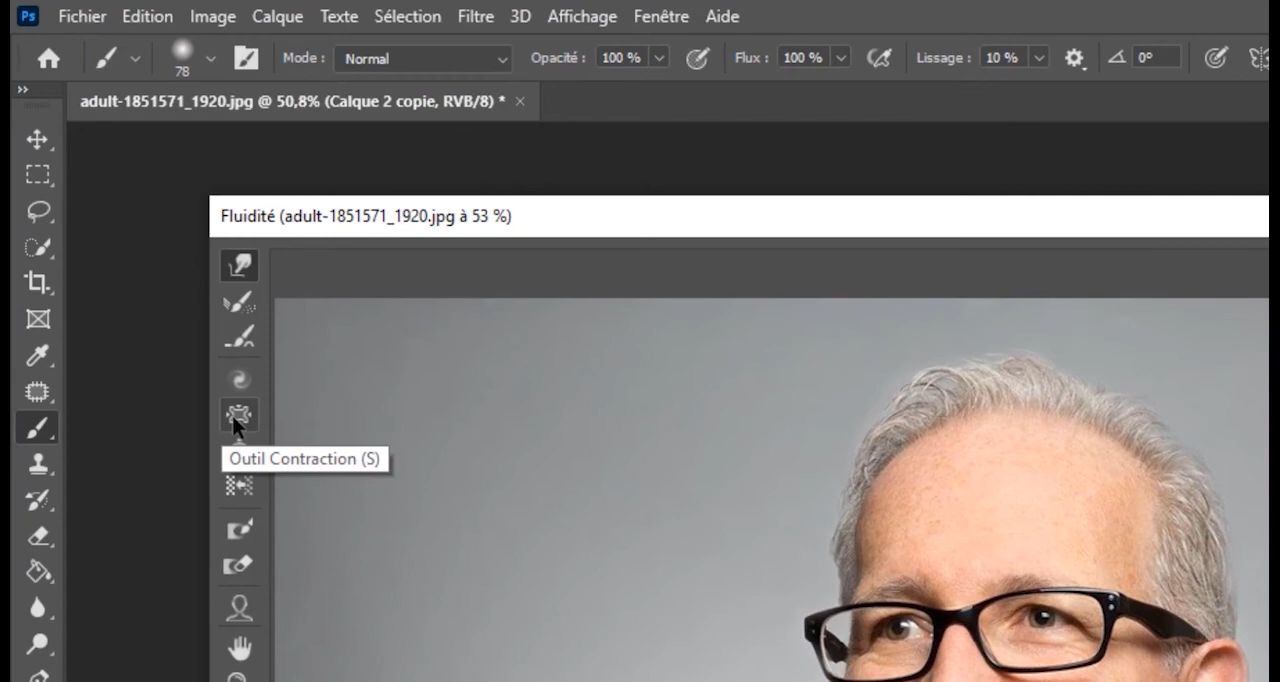 Ps Fichier Edition Image Calque Texte Sélection Filtre 3D Affichage Fenêtre Aide
78 Mode : Normal Opacité : 100 % Flux : 100 % Lissage : 10 % 0°
adult-1851571_1920.jpg @ 50,8% (Calque 2 copie, RVB/8) *
Fluidité (adult-1851571_1920.jpg à 53 %)
Outil Contraction (S)